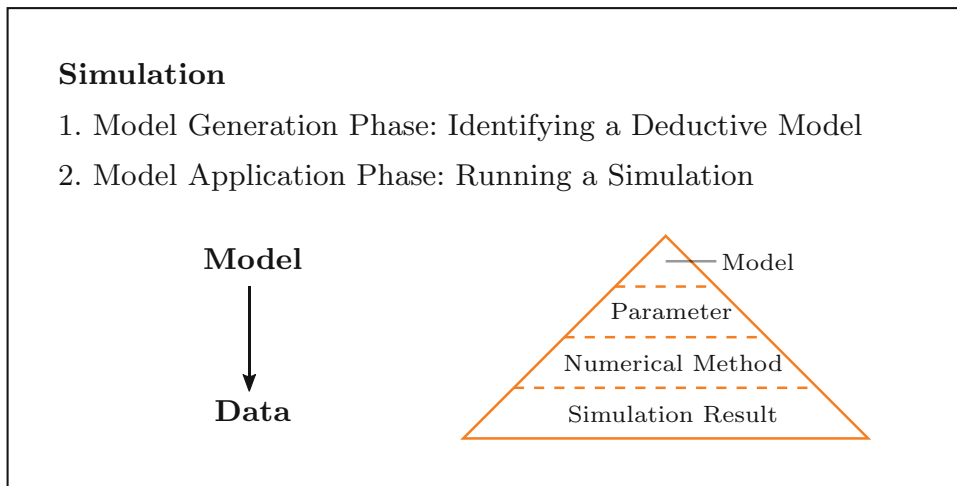 Simulation
1. Model Generation Phase: Identifying a Deductive Model
2. Model Application Phase: Running a Simulation
Model
Data
Model
Parameter
Numerical Method
Simulation Result